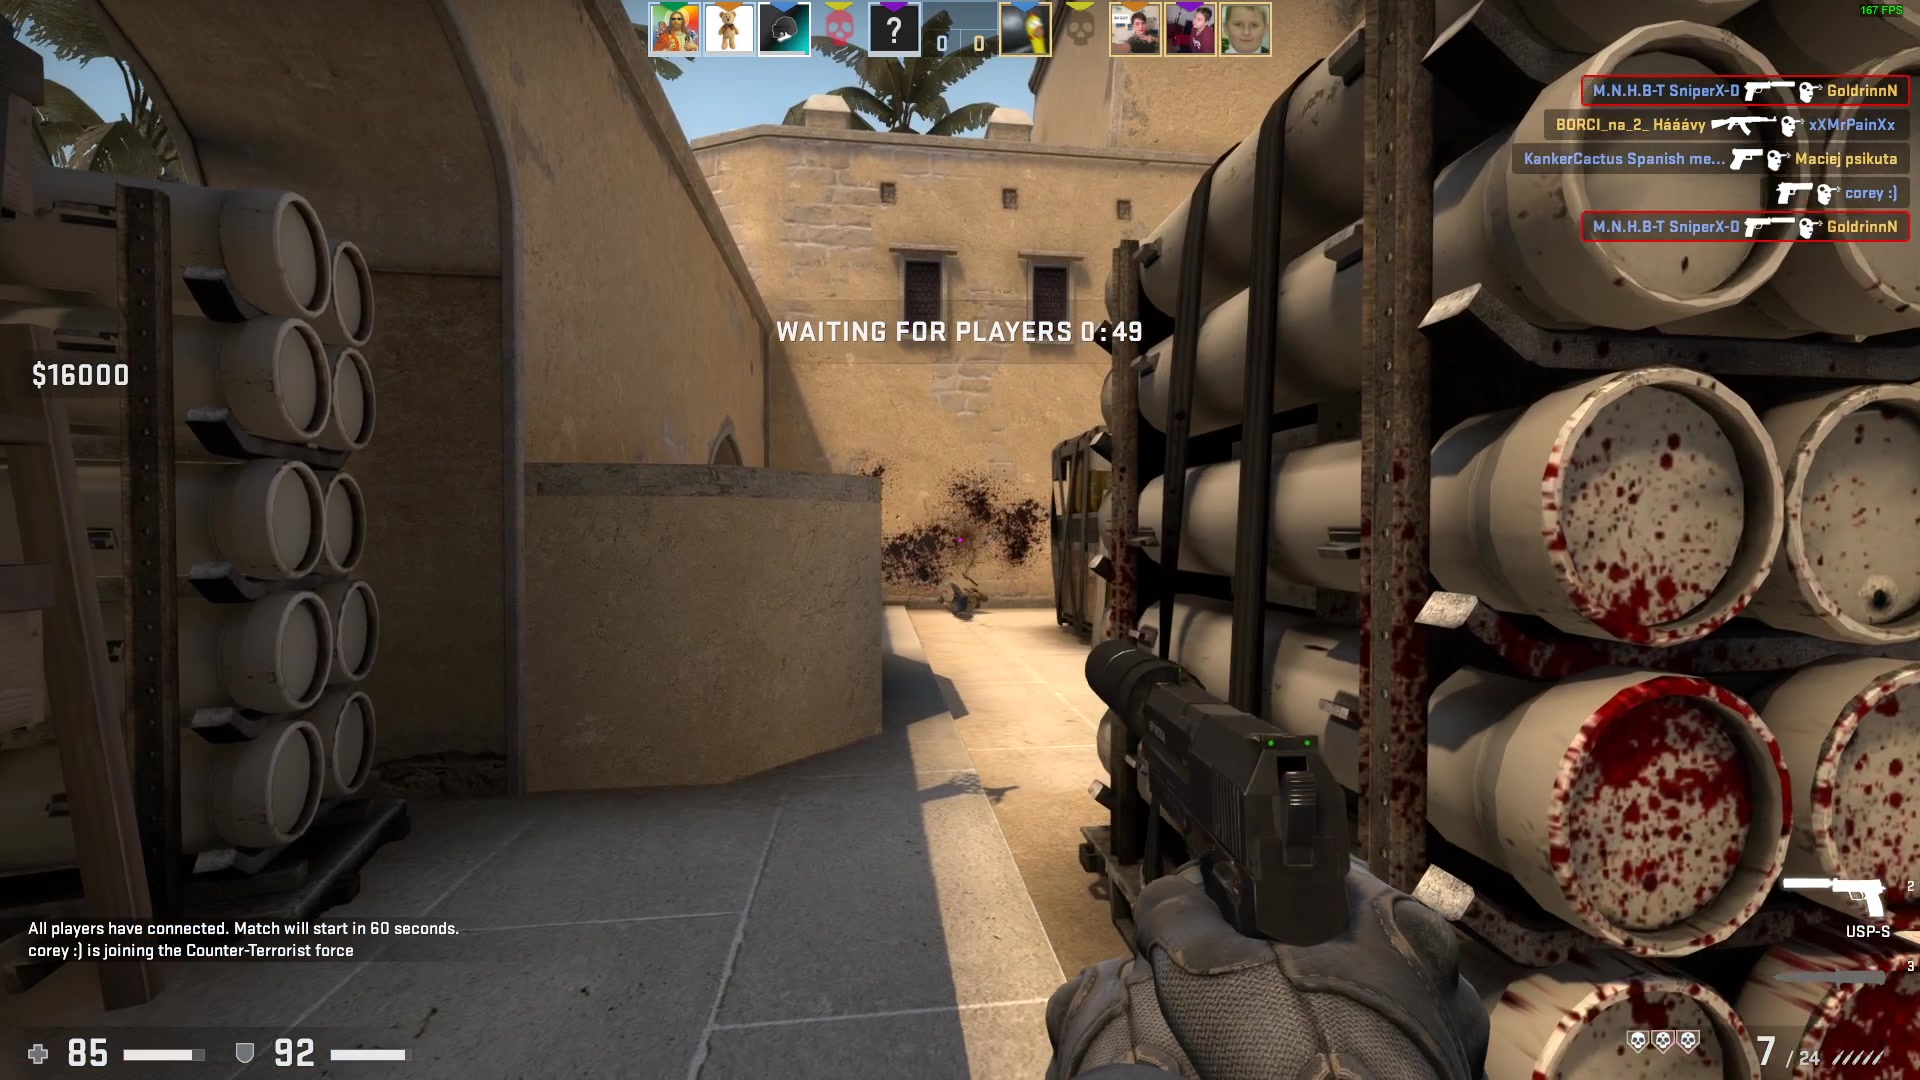 167 FPS
?
0 0
M.N.H.B-T SniperX-D GoldrinnN
BORCI_na_2_ Hááávy xXMrPainXx
KankerCactus Spanish me... Maciej psikuta
corey :)
M.N.H.B-T SniperX-D GoldrinnN
WAITING FOR PLAYERS 0:49
$16000
2
USP-S
3
All players have connected. Match will start in 60 seconds.
corey :) is joining the Counter-Terrorist force
85 92
7 / 24